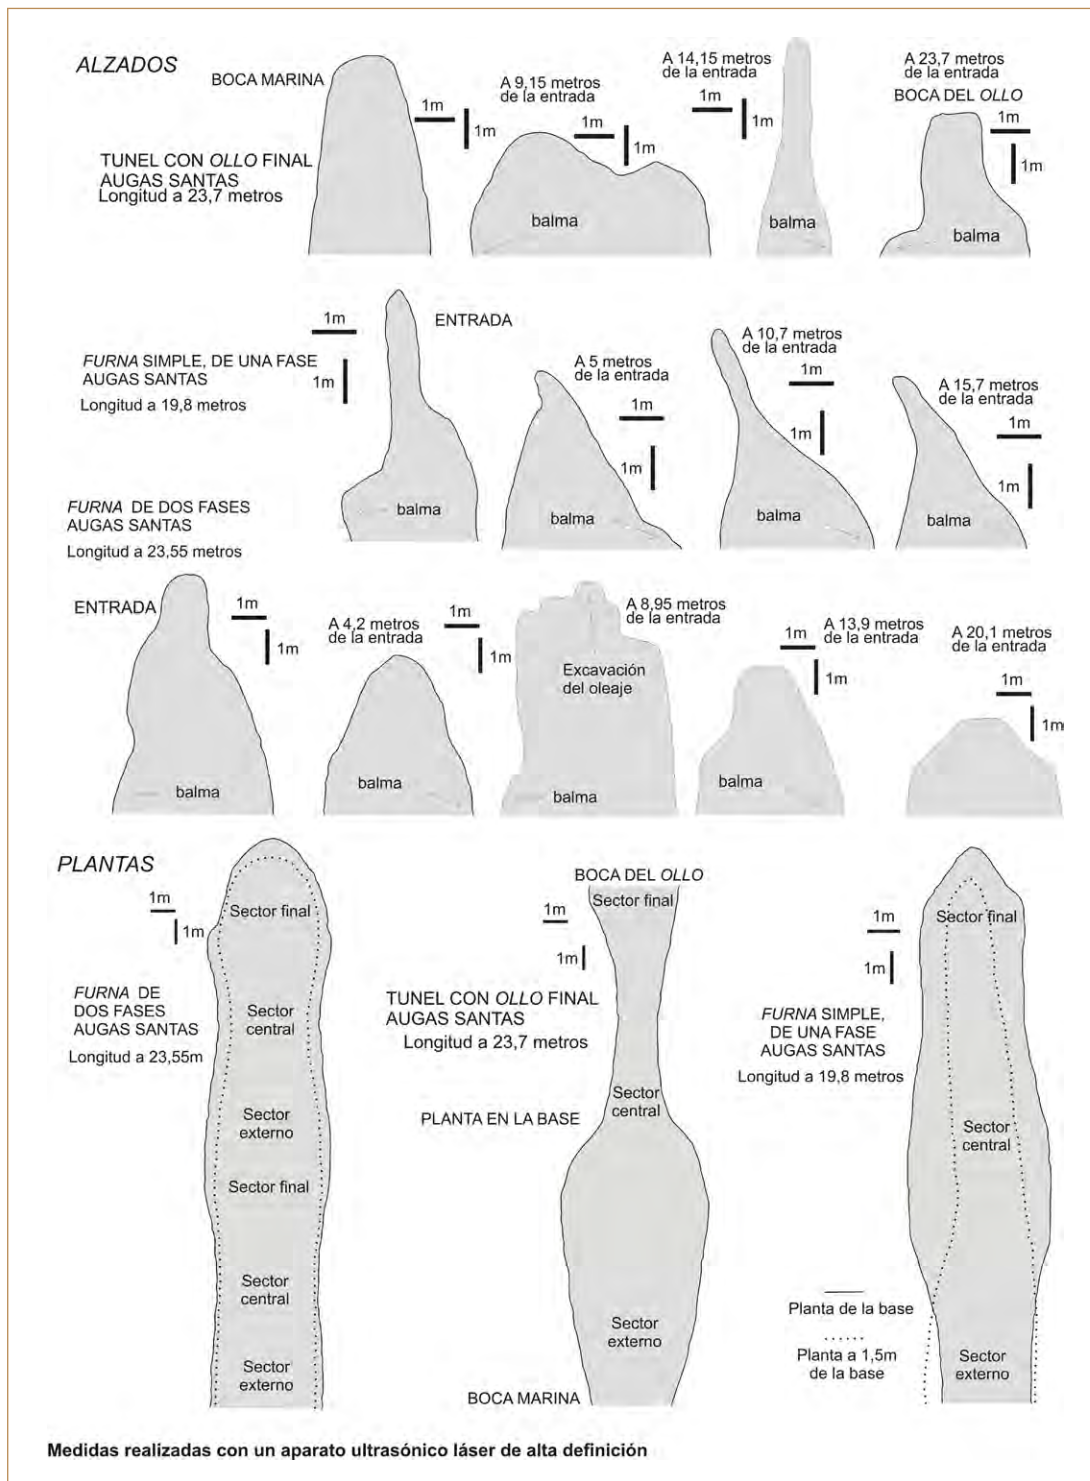 ALZADOS
BOCA MARINA
1m
1m
A 9,15 metros
de la entrada
1m
1m
A 14,15 metros
de la entrada
1m
1m
A 23,7 metros
de la entrada
BOCA DEL OLLO
1m
1m
TUNEL CON OLLO FINAL
AUGAS SANTAS
Longitud a 23,7 metros
balma
balma
balma
1m
1m
ENTRADA
FURNA SIMPLE, DE UNA FASE
AUGAS SANTAS
Longitud a 19,8 metros
A 5 metros
de la entrada
1m
1m
A 10,7 metros
de la entrada
1m
1m
A 15,7 metros
de la entrada
1m
1m
balma
balma
balma
balma
FURNA DE DOS FASES
AUGAS SANTAS
Longitud a 23,55 metros
ENTRADA
1m
1m
A 4,2 metros
de la entrada
1m
1m
A 8,95 metros
de la entrada
Excavación
del oleaje
1m
1m
A 13,9 metros
de la entrada
A 20,1 metros
de la entrada
1m
1m
balma
balma
balma
balma
PLANTAS
1m
1m
Sector final
FURNA DE
DOS FASES
AUGAS SANTAS
Longitud a 23,55m
Sector
central
Sector
externo
Sector final
Sector
central
Sector
externo
BOCA DEL OLLO
Sector final
1m
1m
TUNEL CON OLLO FINAL
AUGAS SANTAS
Longitud a 23,7 metros
Sector
central
PLANTA EN LA BASE
Sector
externo
BOCA MARINA
1m
1m
Sector final
FURNA SIMPLE,
DE UNA FASE
AUGAS SANTAS
Longitud a 19,8 metros
Sector
central
Planta de la base
Planta a 1,5m
de la base
Sector
externo
Medidas realizadas con un aparato ultrasónico láser de alta definición